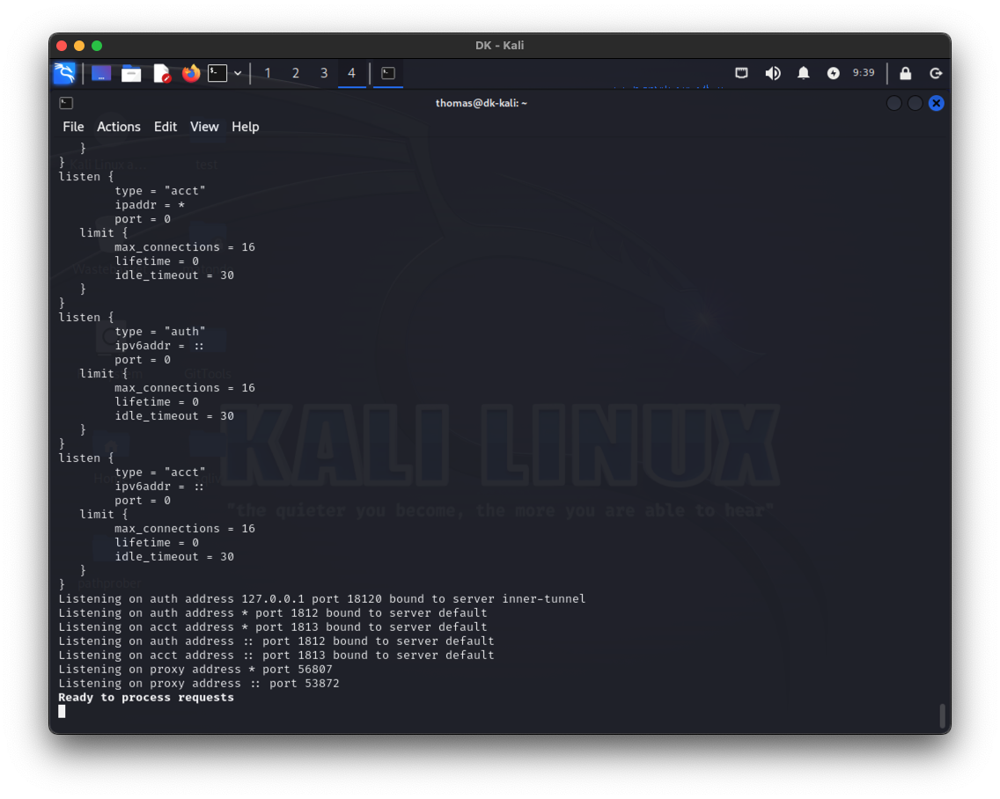 DK - Kali
1 2 3 4 9:39
thomas@dk-kali: ~
File Actions Edit View Help
}
}
listen {
type = "acct"
ipaddr = *
port = 0
limit {
max_connections = 16
lifetime = 0
idle_timeout = 30
}
}
listen {
type = "auth"
ipv6addr = ::
port = 0
limit {
max_connections = 16
lifetime = 0
idle_timeout = 30
}
}
listen {
type = "acct"
ipv6addr = ::
port = 0
limit {
max_connections = 16
lifetime = 0
idle_timeout = 30
}
}
Listening on auth address 127.0.0.1 port 18120 bound to server inner-tunnel
Listening on auth address * port 1812 bound to server default
Listening on acct address * port 1813 bound to server default
Listening on auth address :: port 1812 bound to server default
Listening on acct address :: port 1813 bound to server default
Listening on proxy address * port 56807
Listening on proxy address :: port 53872
Ready to process requests
Kali Linux a...
test
GitTools
KALI LINUX
"the quieter you become, the more you are able to hear"
pathprober